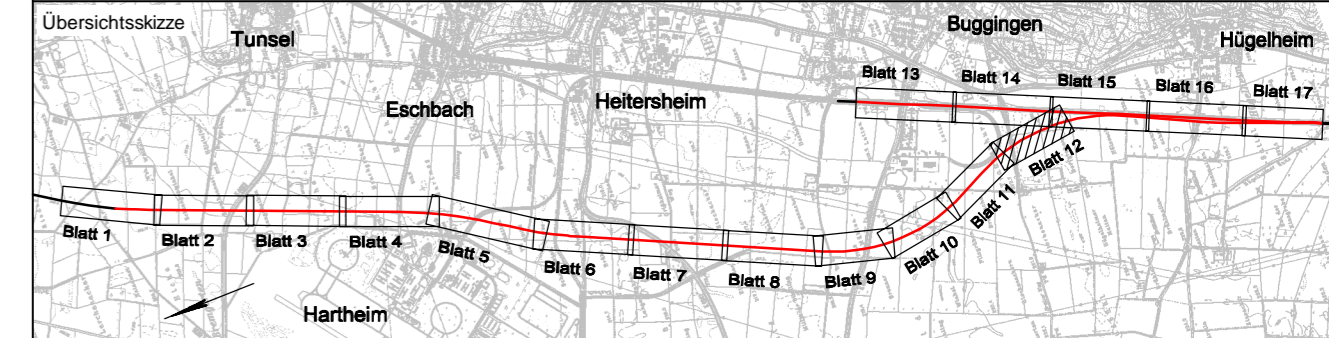 Übersichtsskizze
Tunsel
Buggingen
Hügelheim
Eschbach
Heitersheim
Blatt 13
Blatt 14
Blatt 15
Blatt 16
Blatt 17
Blatt 12
Blatt 11
Blatt 1
Blatt 2
Blatt 3
Blatt 4
Blatt 5
Blatt 6
Blatt 7
Blatt 8
Blatt 9
Blatt 10
Hartheim